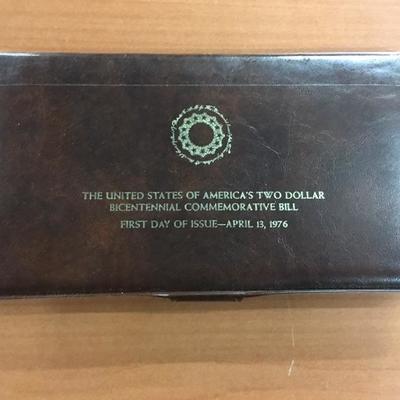 THE UNITED STATES OF AMERICA'S TWO DOLLAR
BICENTENNIAL COMMEMORATIVE BILL
FIRST DAY OF ISSUE—APRIL 13, 1976